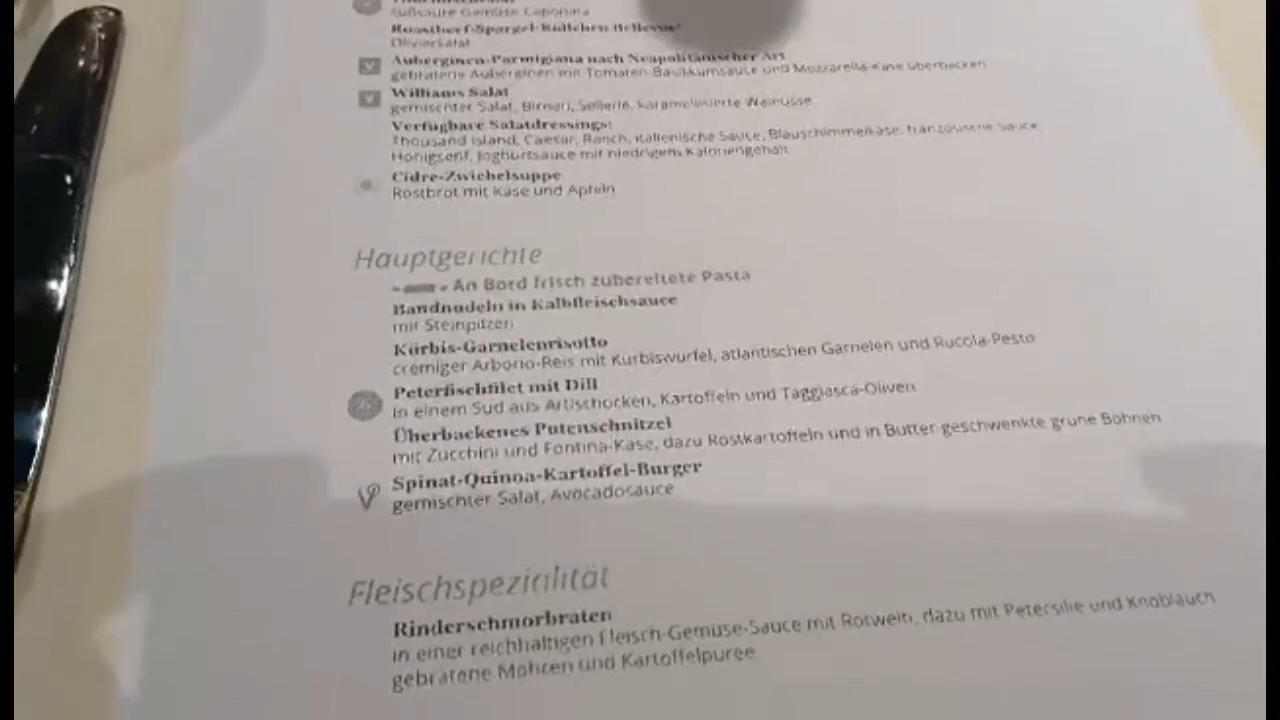 süßsaure Gemüse Caponata
Roastbeef-Spargel-Röllchen Bellevue
Oliviersalat
Auberginen-Parmigiana nach Neapolitanischer Art
gebratene Auberginen mit Tomaten-Basilikumsauce und Mozzarella-Käse überbacken
Williams Salat
gemischter Salat, Birnen, Sellerie, karamellisierte Walnüsse
Verfügbare Salatdressings:
Thousand Island, Caesar, Ranch, Italienische Sauce, Blauschimmelkäse, französische Sauce,
Honigsenf, Joghurtsauce mit niedrigem Kaloriengehalt
Cidre-Zwiebelsuppe
Röstbrot mit Käse und Äpfeln
Hauptgerichte
An Bord frisch zubereitete Pasta
Bandnudeln in Kalbfleischsauce
mit Steinpilzen
Kürbis-Garnelenrisotto
cremiger Arborio-Reis mit Kürbiswürfel, atlantischen Garnelen und Rucola-Pesto
Peterfischfilet mit Dill
in einem Sud aus Artischocken, Kartoffeln und Taggiasca-Oliven
Überbackenes Putenschnitzel
mit Zucchini und Fontina-Käse, dazu Röstkartoffeln und in Butter geschwenkte grüne Bohnen
Spinat-Quinoa-Kartoffel-Burger
gemischter Salat, Avocadosauce
Fleischspezialität
Rinderschmorbraten
in einer reichhaltigen Fleisch-Gemüse-Sauce mit Rotwein, dazu mit Petersilie und Knoblauch
gebratene Möhren und Kartoffelpüree